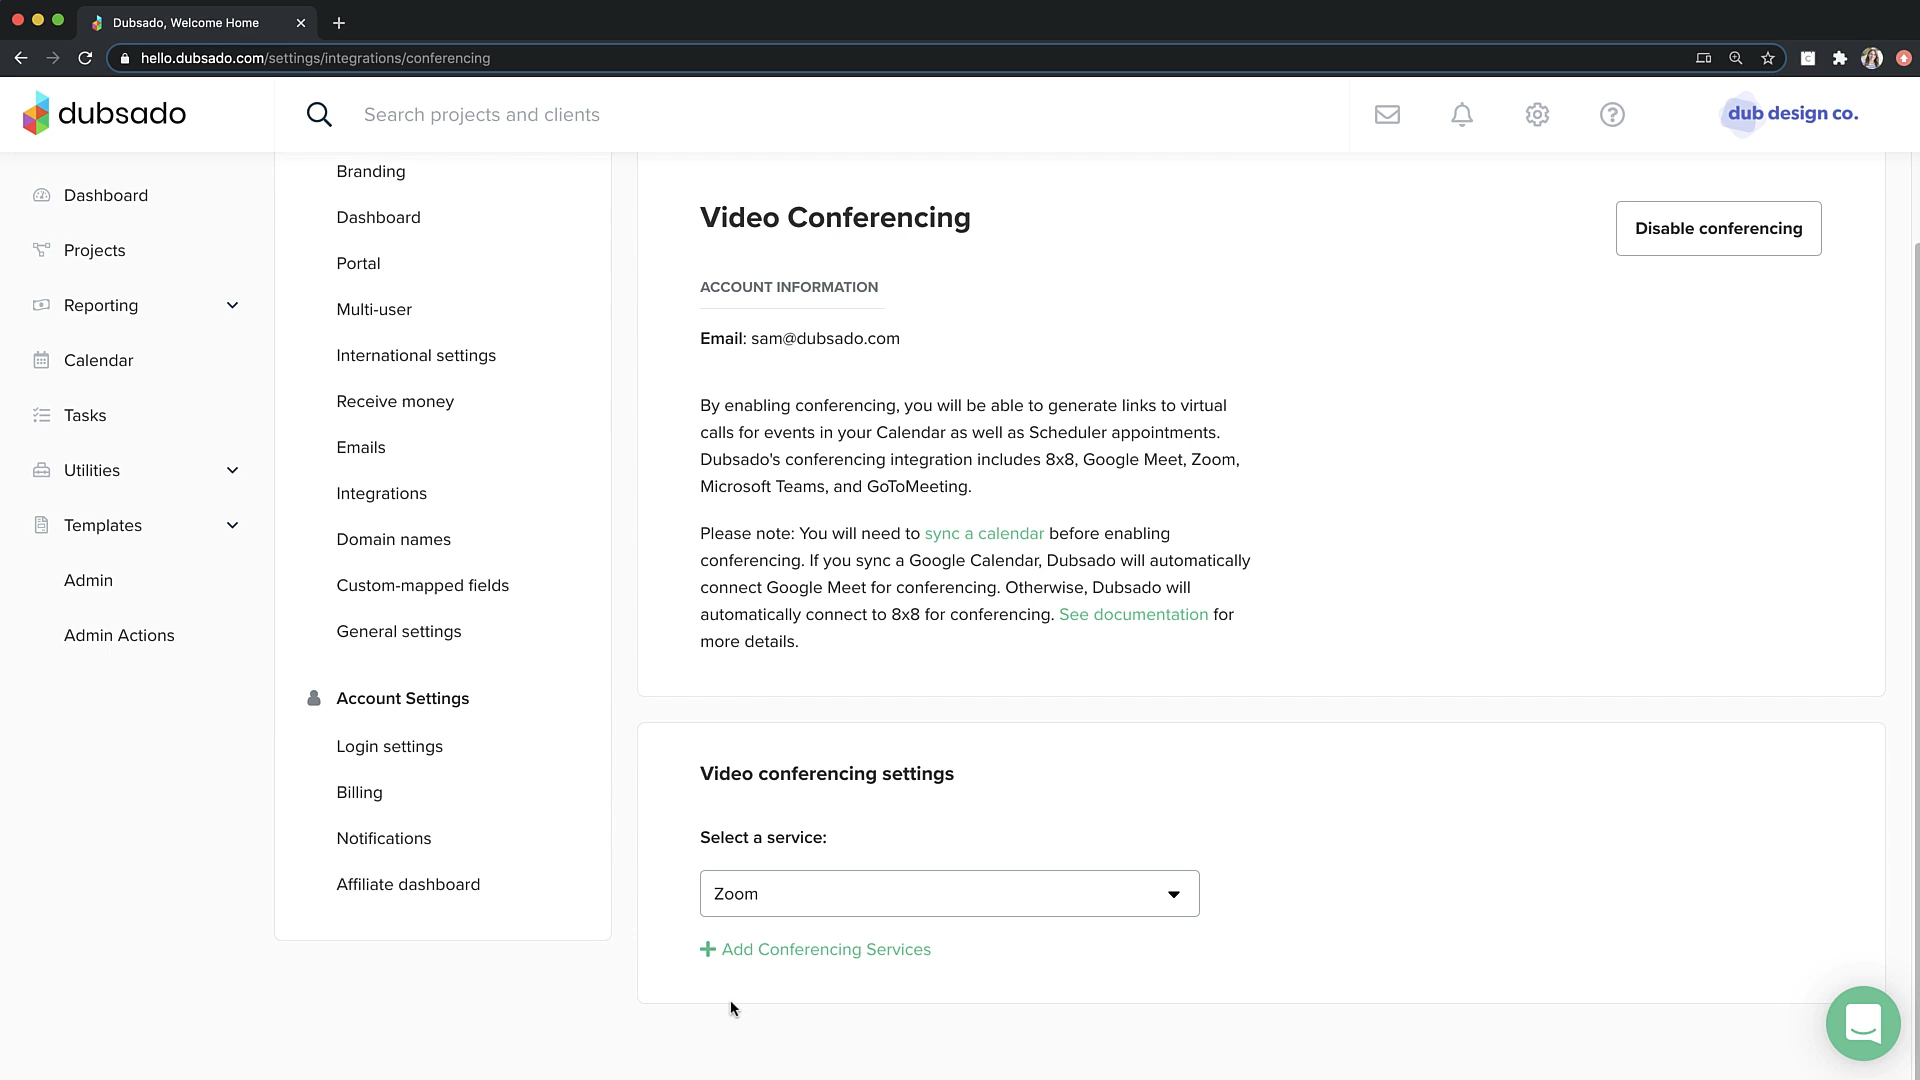 Dubsado, Welcome Home
hello.dubsado.com/settings/integrations/conferencing
dubsado
Search projects and clients
dub design co.
Dashboard
Projects
Reporting
Calendar
Tasks
Utilities
Templates
Admin
Admin Actions
Branding
Dashboard
Portal
Multi-user
International settings
Receive money
Emails
Integrations
Domain names
Custom-mapped fields
General settings
Account Settings
Login settings
Billing
Notifications
Affiliate dashboard
Video Conferencing
Disable conferencing
ACCOUNT INFORMATION
Email: sam@dubsado.com
By enabling conferencing, you will be able to generate links to virtual
calls for events in your Calendar as well as Scheduler appointments.
Dubsado's conferencing integration includes 8x8, Google Meet, Zoom,
Microsoft Teams, and GoToMeeting.
Please note: You will need to sync a calendar before enabling
conferencing. If you sync a Google Calendar, Dubsado will automatically
connect Google Meet for conferencing. Otherwise, Dubsado will
automatically connect to 8x8 for conferencing. See documentation for
more details.
Video conferencing settings
Select a service:
Zoom
Add Conferencing Services